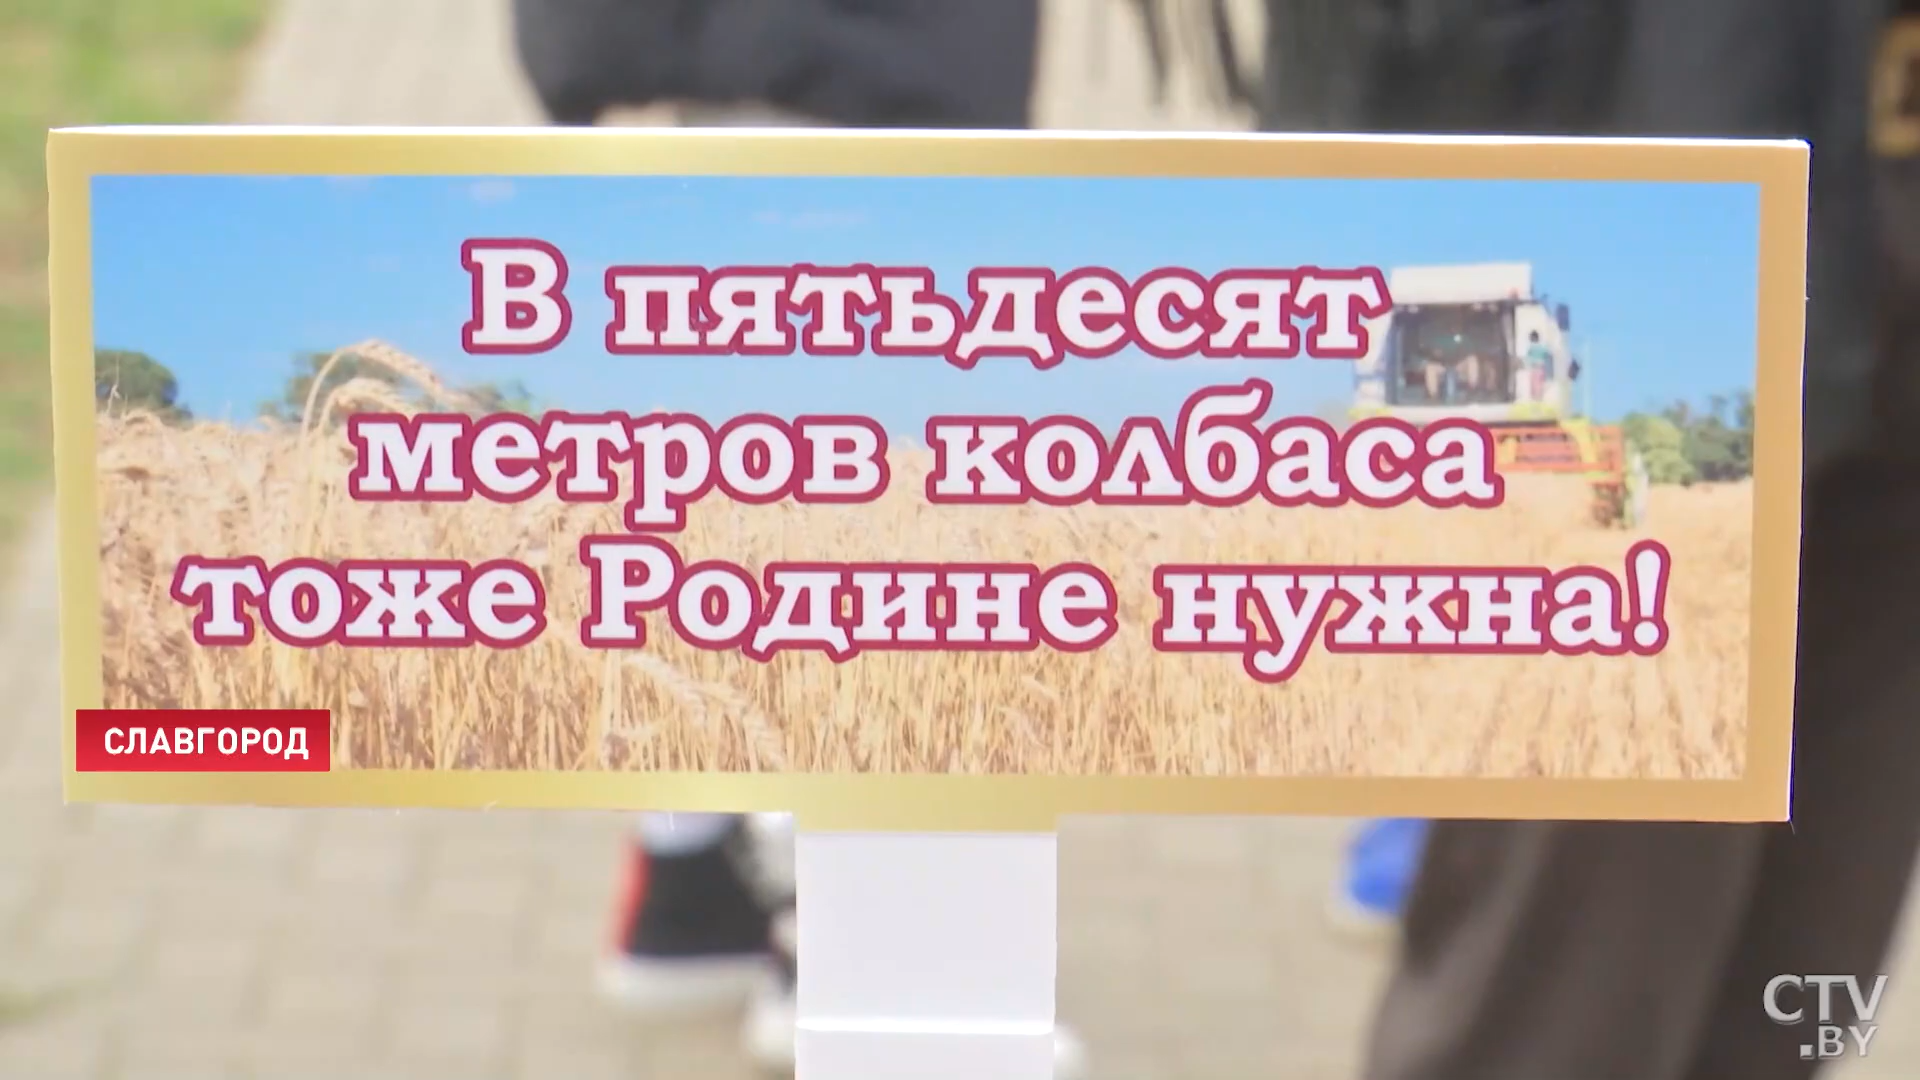 В пятьдесят
метров колбаса
тоже Родине нужна!
СЛАВГОРОД
CTV
.BY